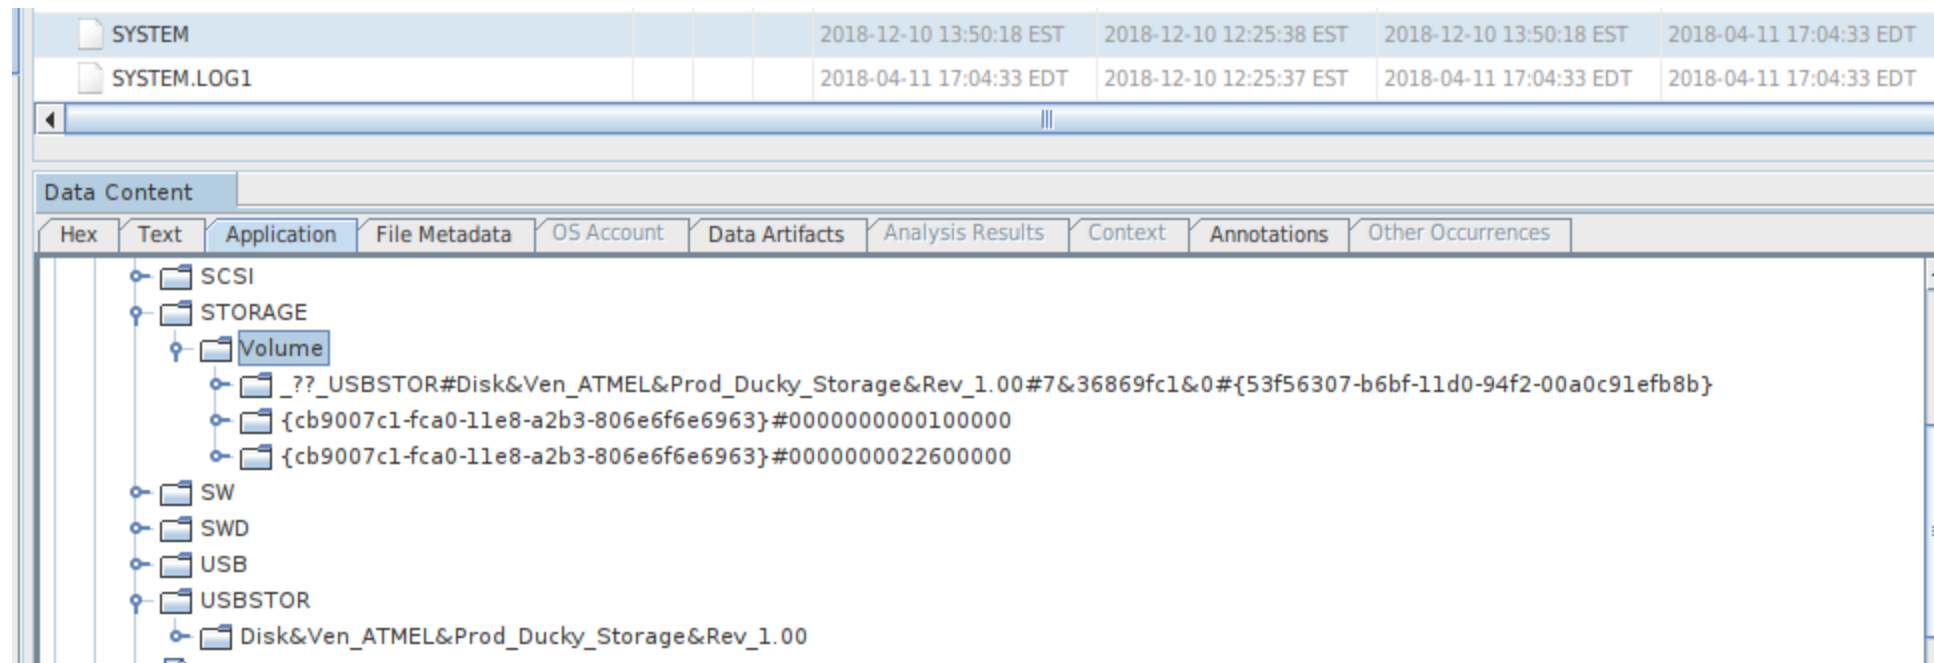 SYSTEM 2018-12-10 13:50:18 EST 2018-12-10 12:25:38 EST 2018-12-10 13:50:18 EST 2018-04-11 17:04:33 EDT
SYSTEM.LOG1 2018-04-11 17:04:33 EDT 2018-12-10 12:25:37 EST 2018-04-11 17:04:33 EDT 2018-04-11 17:04:33 EDT
Data Content
Hex Text Application File Metadata OS Account Data Artifacts Analysis Results Context Annotations Other Occurrences
SCSI
STORAGE
Volume
_??_USBSTOR#Disk&Ven_ATMEL&Prod_Ducky_Storage&Rev_1.00#7&36869fc1&0#{53f56307-b6bf-11d0-94f2-00a0c91efb8b}
{cb9007c1-fca0-11e8-a2b3-806e6f6e6963}#0000000000100000
{cb9007c1-fca0-11e8-a2b3-806e6f6e6963}#0000000022600000
SW
SWD
USB
USBSTOR
Disk&Ven_ATMEL&Prod_Ducky_Storage&Rev_1.00